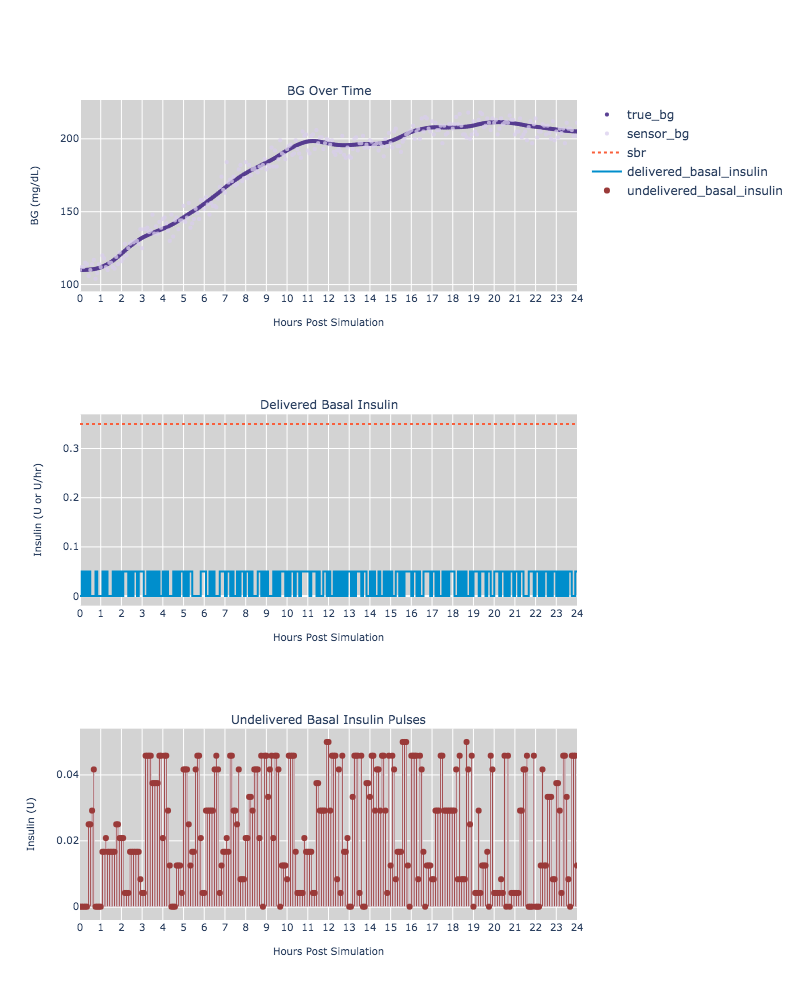 BG Over Time
BG (mg/dL)
200
150
100
0 1 2 3 4 5 6 7 8 9 10 11 12 13 14 15 16 17 18 19 20 21 22 23 24
Hours Post Simulation
true_bg
sensor_bg
sbr
delivered_basal_insulin
undelivered_basal_insulin
Delivered Basal Insulin
Insulin (U or U/hr)
0.3
0.2
0.1
0
0 1 2 3 4 5 6 7 8 9 10 11 12 13 14 15 16 17 18 19 20 21 22 23 24
Hours Post Simulation
Undelivered Basal Insulin Pulses
Insulin (U)
0.04
0.02
0
0 1 2 3 4 5 6 7 8 9 10 11 12 13 14 15 16 17 18 19 20 21 22 23 24
Hours Post Simulation